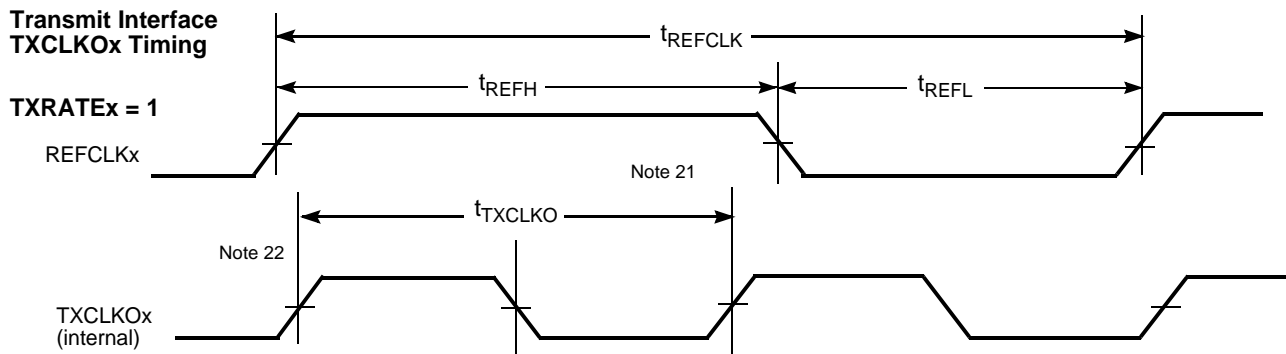 Transmit Interface
TXCLKOx Timing
tREFCLK
tREFH
tREFL
TXRATEx = 1
REFCLKx
Note 21
tTXCLKO
Note 22
TXCLKOx
(internal)